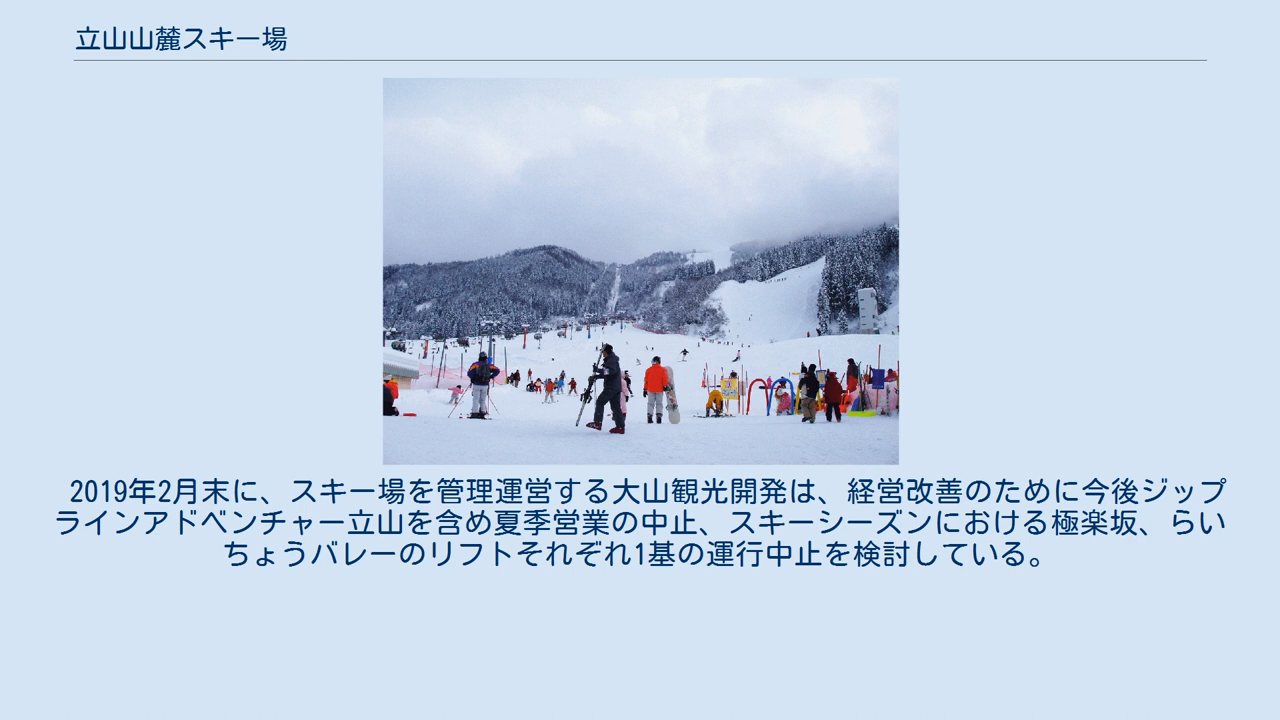 立山山麓スキー場
2019年2月末に、スキー場を管理運営する大山観光開発は、経営改善のために今後ジップ
ラインアドベンチャー立山を含め夏季営業の中止、スキーシーズンにおける極楽坂、らい
ちょうバレーのリフトそれぞれ1基の運行中止を検討している。